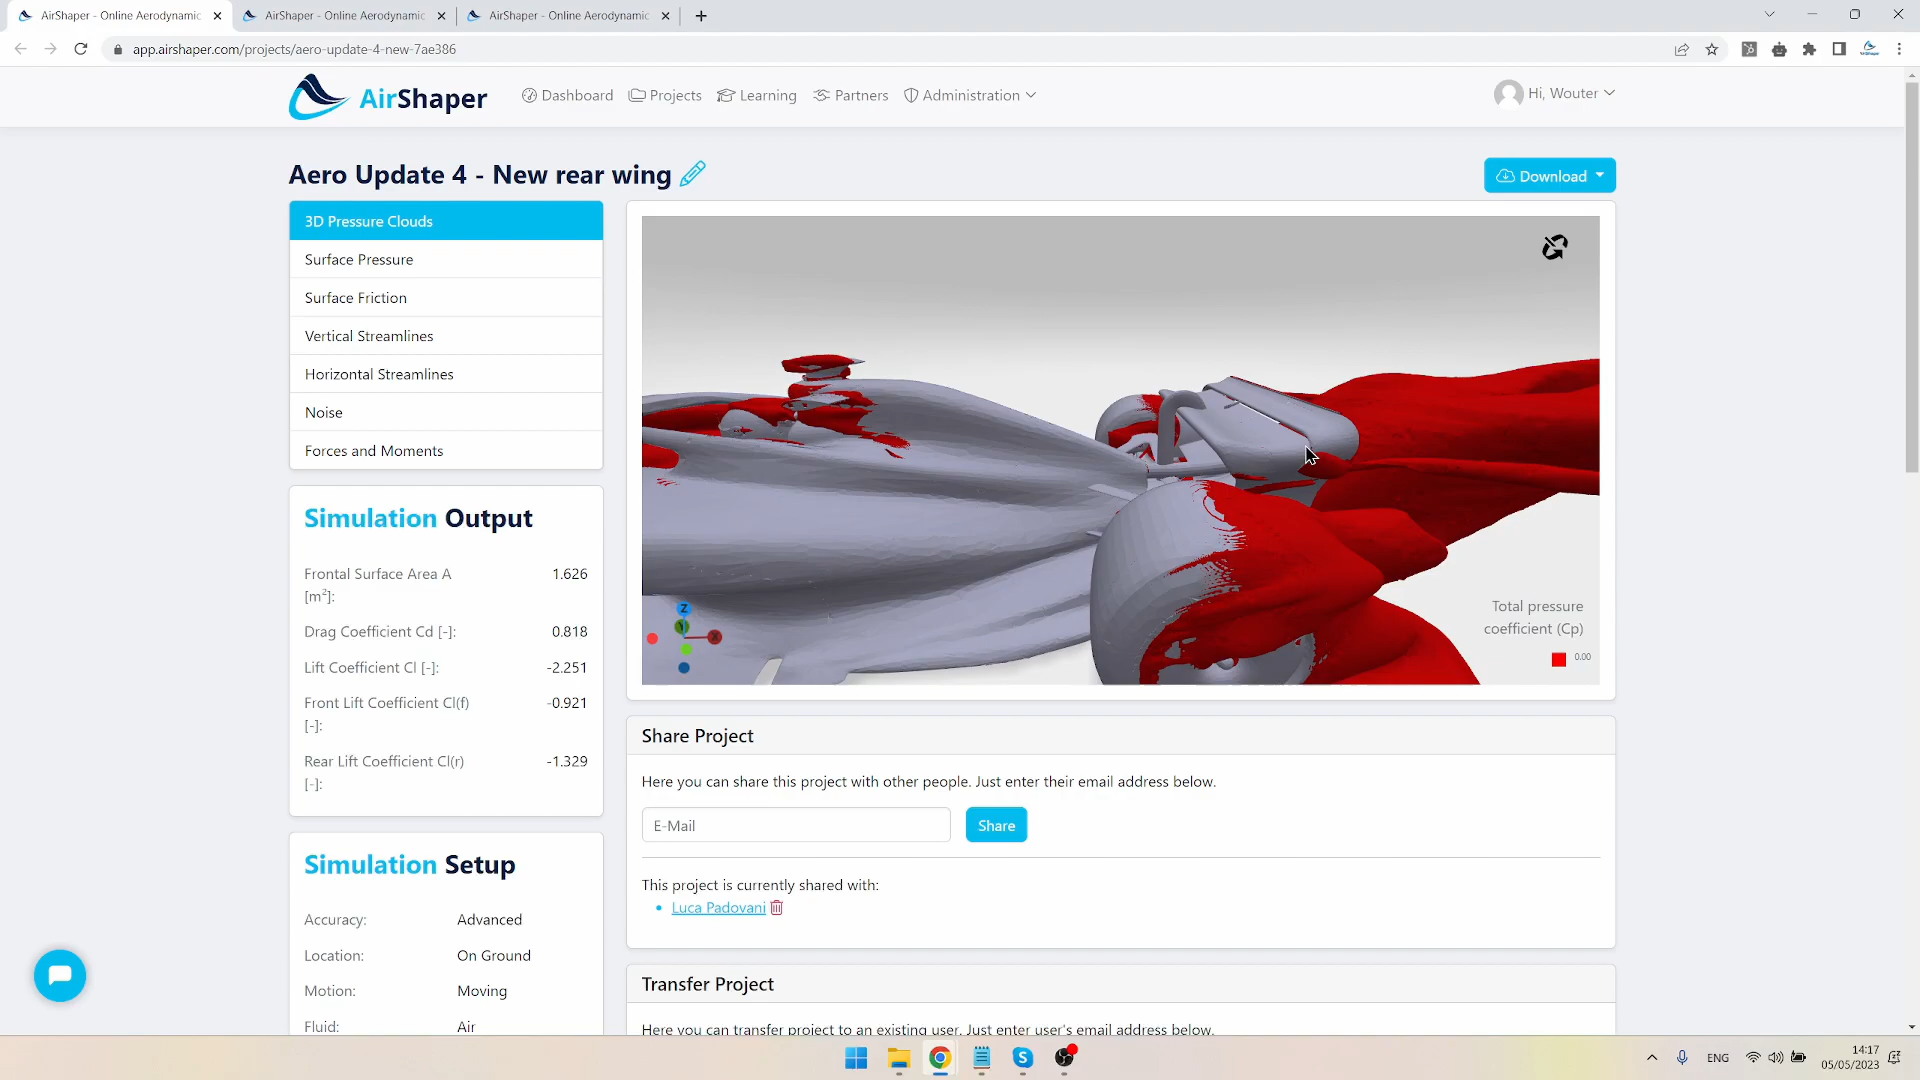 AirShaper - Online Aerodynamic
AirShaper - Online Aerodynamic
AirShaper - Online Aerodynamic
app.airshaper.com/projects/aero-update-4-new-7ae386
AirShaper
Dashboard
Projects
Learning
Partners
Administration
Hi, Wouter
Aero Update 4 - New rear wing
Download
3D Pressure Clouds
Surface Pressure
Surface Friction
Vertical Streamlines
Horizontal Streamlines
Noise
Forces and Moments
Simulation Output
Frontal Surface Area A [m²]: 1.626
Drag Coefficient Cd [-]: 0.818
Lift Coefficient Cl [-]: -2.251
Front Lift Coefficient Cl(f) [-]: -0.921
Rear Lift Coefficient Cl(r) [-]: -1.329
Simulation Setup
Accuracy: Advanced
Location: On Ground
Motion: Moving
Fluid: Air
Z
Y
X
Total pressure
coefficient (Cp)
0.00
Share Project
Here you can share this project with other people. Just enter their email address below.
E-Mail
Share
This project is currently shared with:
• Luca Padovani
Transfer Project
Here you can transfer project to an existing user. Just enter user's email address below.
ENG
14:17
05/05/2023